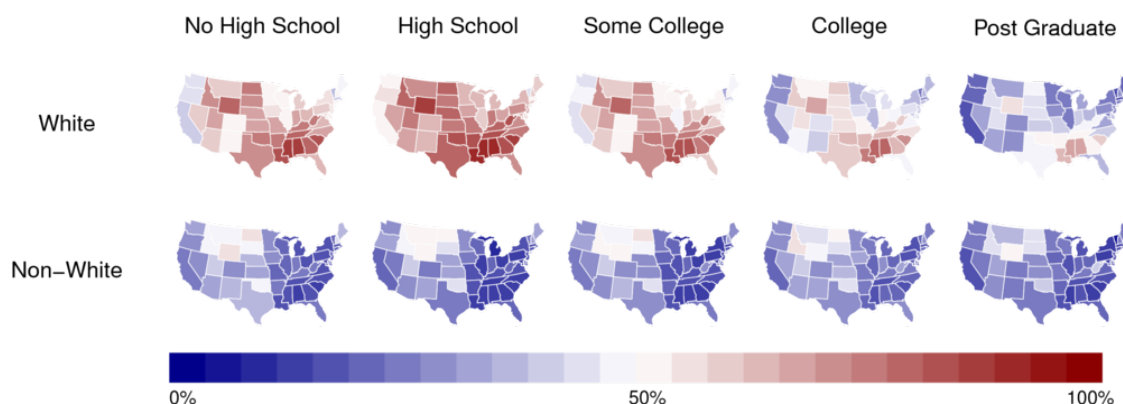 No High School High School Some College College Post Graduate
White
Non−White
0% 50% 100%